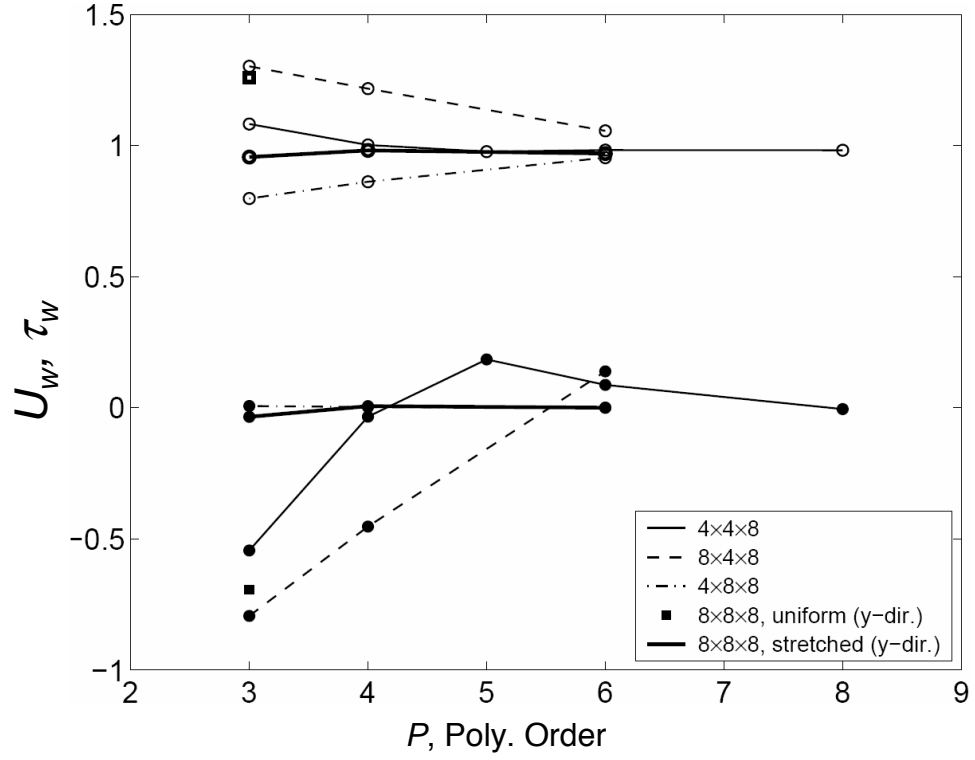 1.5
1
0.5
0
−0.5
−1
U_w, τ_w
2 3 4 5 6 7 8 9
P, Poly. Order
4×4×8
8×4×8
4×8×8
8×8×8, uniform (y−dir.)
8×8×8, stretched (y−dir.)